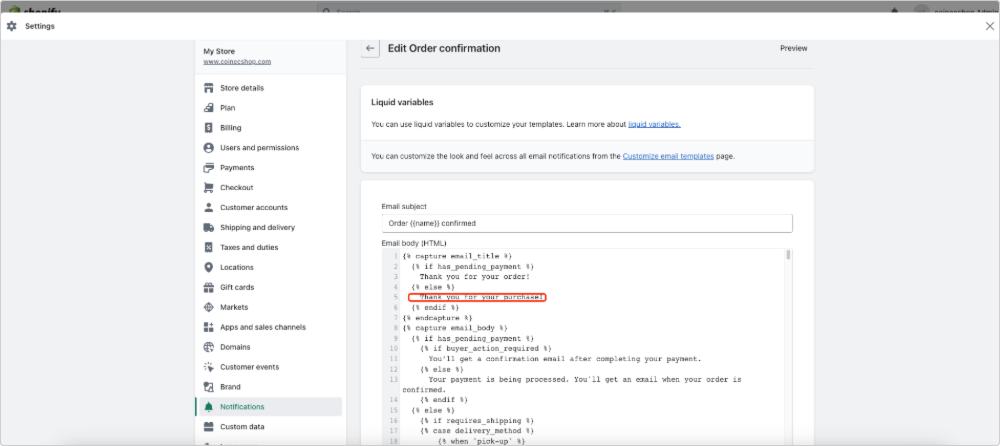 shopify
Search
Settings
My Store
www.coinecshop.com
Store details
Plan
Billing
Users and permissions
Payments
Checkout
Customer accounts
Shipping and delivery
Taxes and duties
Locations
Gift cards
Markets
Apps and sales channels
Domains
Customer events
Brand
Notifications
Custom data
Edit Order confirmation
Preview
Liquid variables
You can use liquid variables to customize your templates. Learn more about liquid variables.
You can customize the look and feel across all email notifications from the Customize email templates page.
Email subject
Order {{name}} confirmed
Email body (HTML)
1 {% capture email_title %}
2 {% if has_pending_payment %}
3 Thank you for your order!
4 {% else %}
5 Thank you for your purchase!
6 {% endif %}
7 {% endcapture %}
8 {% capture email_body %}
9 {% if has_pending_payment %}
10 {% if buyer_action_required %}
11 You'll get a confirmation email after completing your payment.
12 {% else %}
13 Your payment is being processed. You'll get an email when your order is
confirmed.
14 {% endif %}
15 {% else %}
16 {% if requires_shipping %}
17 {% case delivery_method %}
18 {% when 'pick-up' %}